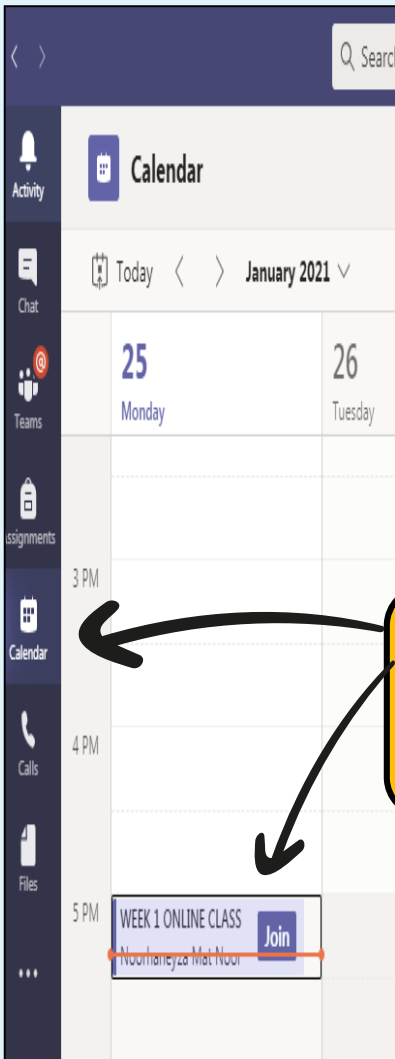 Search
Activity
Calendar
Chat
Today
January 2021
Teams
25
Monday
26
Tuesday
Assignments
3 PM
Calendar
4 PM
Calls
Files
5 PM
WEEK 1 ONLINE CLASS
Noorhaneyza Mat Noor
Join